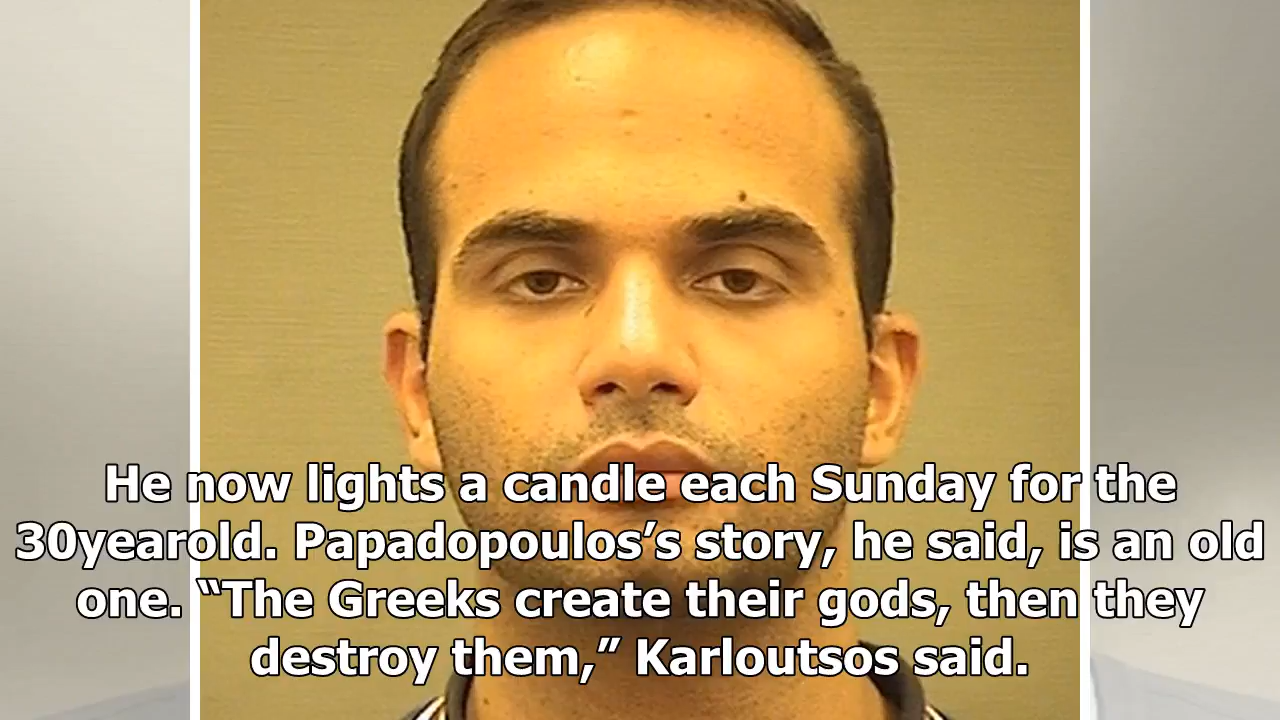 He now lights a candle each Sunday for the
30yearold. Papadopoulos’s story, he said, is an old
one. “The Greeks create their gods, then they
destroy them,” Karloutsos said.